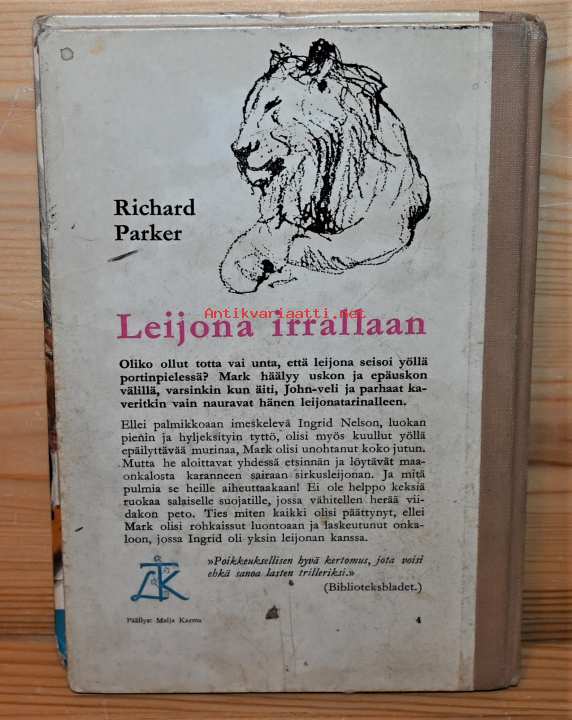 Richard
Parker
Antikvariaatti.net
Leijona irrallaan
Oliko ollut totta vai unta, että leijona seisoi yöllä
portinpielessä? Mark häälyy uskon ja epäuskon
välillä, varsinkin kun äiti, John-veli ja parhaat ka-
veritkin vain nauravat hänen leijonatarinalleen.
Ellei palmikkoaan imeskelevä Ingrid Nelson, luokan
pienin ja hyljeksityin tyttö, olisi myös kuullut yöllä
epäilyttävää murinaa, Mark olisi unohtanut koko jutun.
Mutta he aloittavat yhdessä etsinnän ja löytävät maa-
onkalosta karanneen sairaan sirkusleijonan. Ja mitä
pulmia se heille aiheuttaakaan! Ei ole helppo keksiä
ruokaa salaiselle suojatille, jossa vähitellen herää vii-
dakon peto. Ties miten kaikki olisi päättynyt, ellei
Mark olisi rohkaissut luontoaan ja laskeutunut onka-
loon, jossa Ingrid oli yksin leijonan kanssa.
»Poikkeuksellisen hyvä kertomus, jota voisi
ehkä sanoa lasten trilleriksi.»
(Biblioteksbladet.)
Päällys: Maija Karma
4